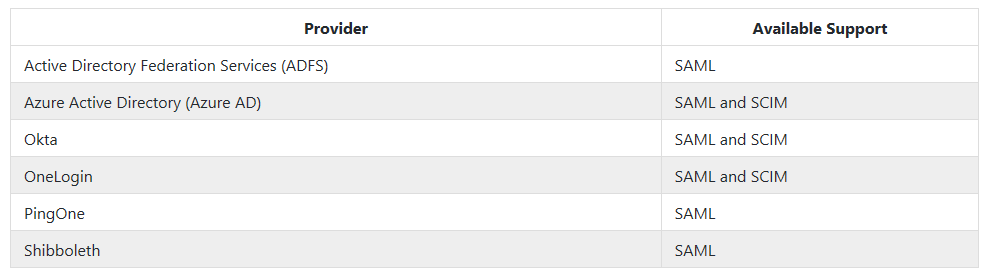 Provider Available Support
Active Directory Federation Services (ADFS) SAML
Azure Active Directory (Azure AD) SAML and SCIM
Okta SAML and SCIM
OneLogin SAML and SCIM
PingOne SAML
Shibboleth SAML